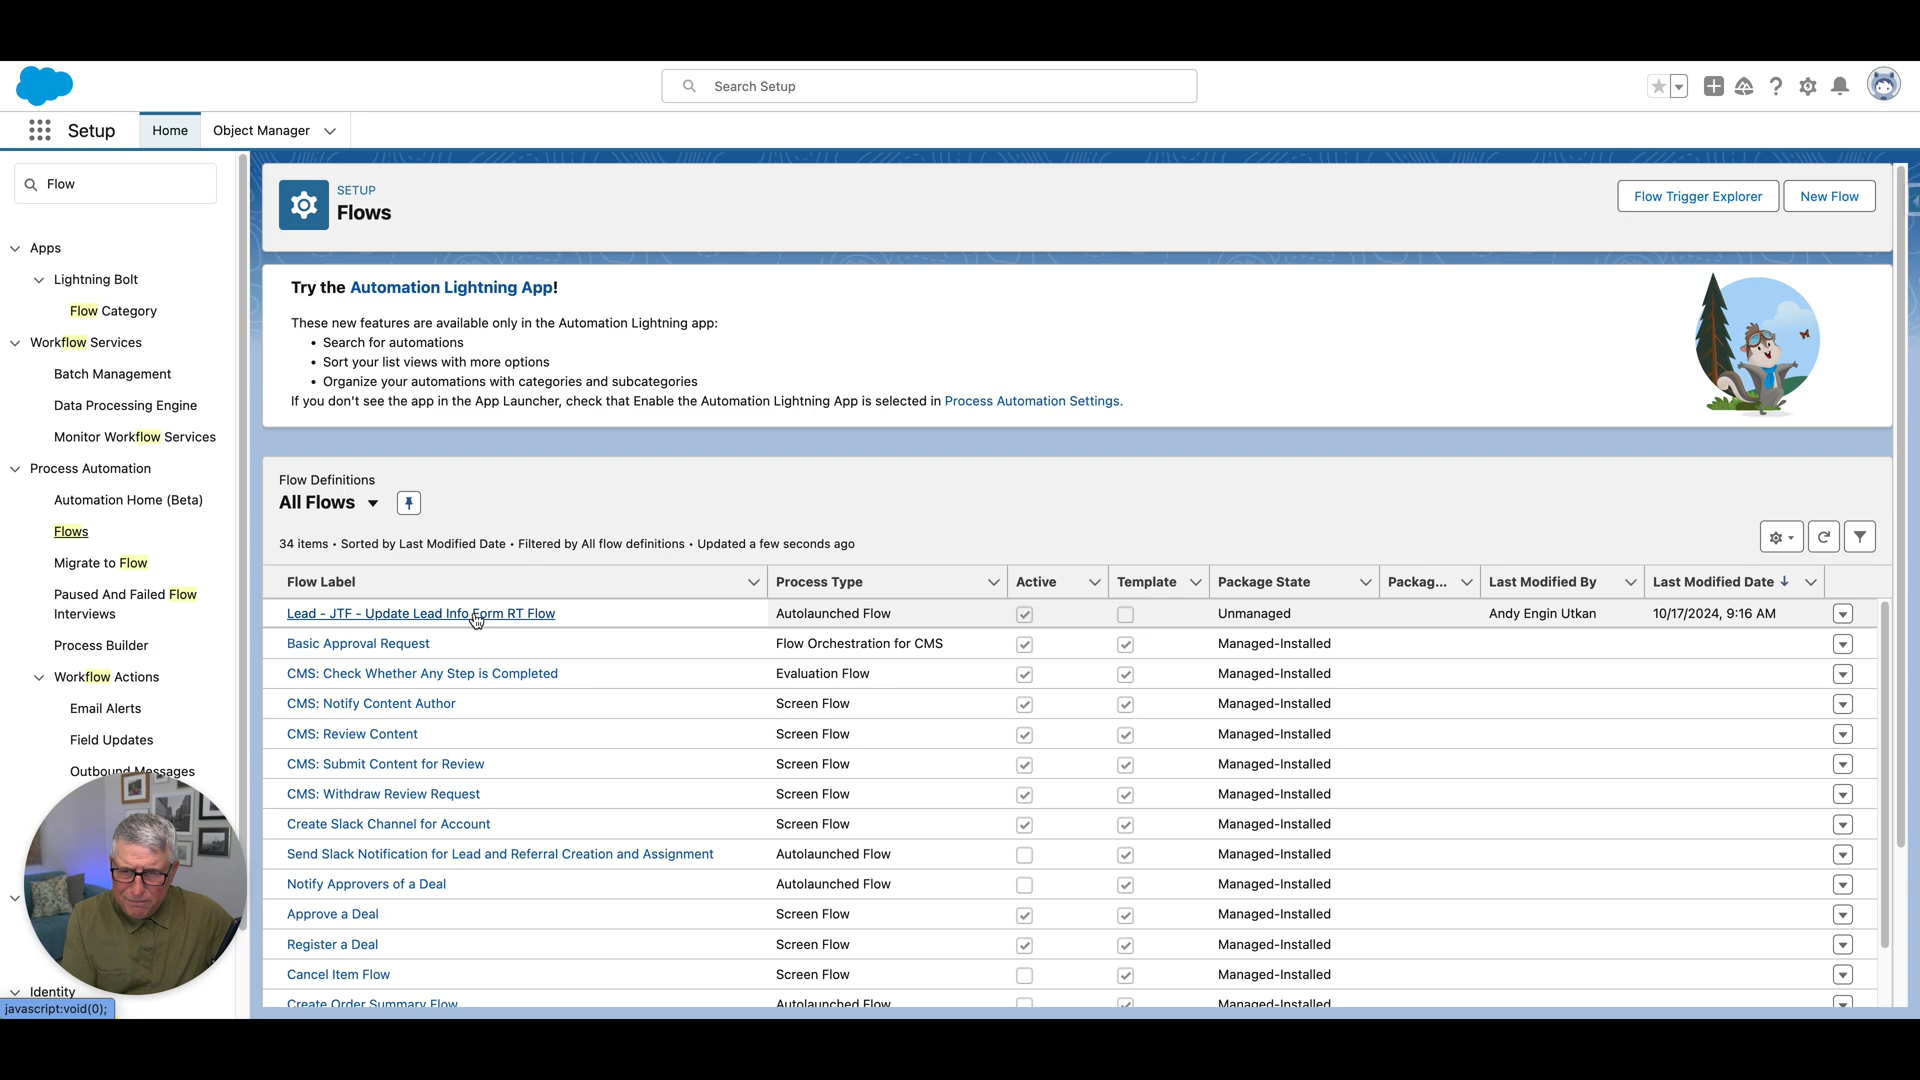 Search Setup
Setup
Home
Object Manager
Flow
Apps
Lightning Bolt
Flow Category
Workflow Services
Batch Management
Data Processing Engine
Monitor Workflow Services
Process Automation
Automation Home (Beta)
Flows
Migrate to Flow
Paused And Failed Flow
Interviews
Process Builder
Workflow Actions
Email Alerts
Field Updates
Outbound Messages
Identity
javascript:void(0);
SETUP
Flows
Flow Trigger Explorer
New Flow
Try the Automation Lightning App!
These new features are available only in the Automation Lightning app:
• Search for automations
• Sort your list views with more options
• Organize your automations with categories and subcategories
If you don't see the app in the App Launcher, check that Enable the Automation Lightning App is selected in Process Automation Settings.
Flow Definitions
All Flows
34 items • Sorted by Last Modified Date • Filtered by All flow definitions • Updated a few seconds ago
Flow Label Process Type Active Template Package State Packag... Last Modified By Last Modified Date
Lead - JTF - Update Lead Info Form RT Flow Autolaunched Flow Unmanaged Andy Engin Utkan 10/17/2024, 9:16 AM
Basic Approval Request Flow Orchestration for CMS Managed-Installed
CMS: Check Whether Any Step is Completed Evaluation Flow Managed-Installed
CMS: Notify Content Author Screen Flow Managed-Installed
CMS: Review Content Screen Flow Managed-Installed
CMS: Submit Content for Review Screen Flow Managed-Installed
CMS: Withdraw Review Request Screen Flow Managed-Installed
Create Slack Channel for Account Screen Flow Managed-Installed
Send Slack Notification for Lead and Referral Creation and Assignment Autolaunched Flow Managed-Installed
Notify Approvers of a Deal Autolaunched Flow Managed-Installed
Approve a Deal Screen Flow Managed-Installed
Register a Deal Screen Flow Managed-Installed
Cancel Item Flow Screen Flow Managed-Installed
Create Order Summary Flow Autolaunched Flow Managed-Installed